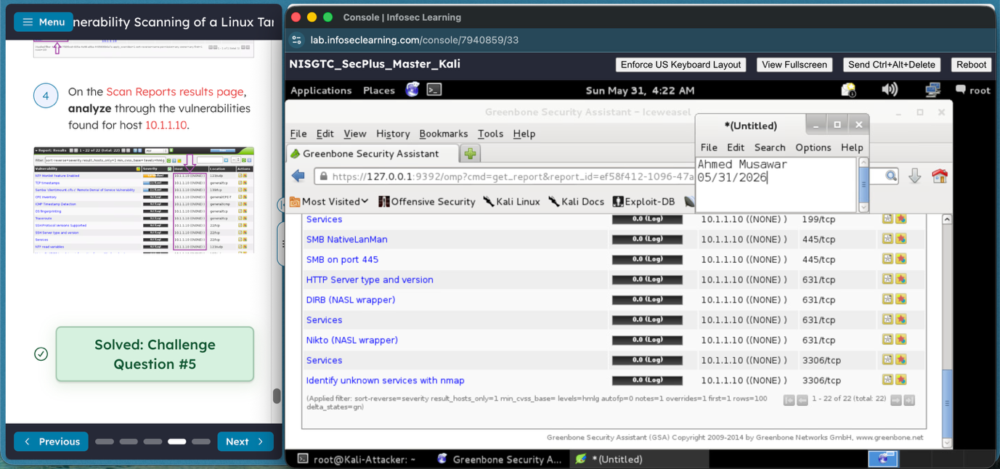 Menu
nerability Scanning of a Linux Tar
4
On the Scan Reports results page,
analyze through the vulnerabilities
found for host 10.1.1.10.
Solved: Challenge
Question #5
Previous
Next
Console | Infosec Learning
lab.infoseclearning.com/console/7940859/33
NISGTC_SecPlus_Master_Kali
Enforce US Keyboard Layout View Fullscreen Send Ctrl+Alt+Delete Reboot
Applications Places Sun May 31, 4:22 AM root
Greenbone Security Assistant - Iceweasel
File Edit View History Bookmarks Tools Help
Greenbone Security Assistant
https://127.0.0.1:9392/omp?cmd=get_report&report_id=ef58f412-1096-47a
Most Visited Offensive Security Kali Linux Kali Docs Exploit-DB
*(Untitled)
File Edit Search Options Help
Ahmed Musawar
05/31/2026
Services 0.0 (Log) 10.1.1.10 ((NONE) ) 199/tcp
SMB NativeLanMan 0.0 (Log) 10.1.1.10 ((NONE) ) 445/tcp
SMB on port 445 0.0 (Log) 10.1.1.10 ((NONE) ) 445/tcp
HTTP Server type and version 0.0 (Log) 10.1.1.10 ((NONE) ) 631/tcp
DIRB (NASL wrapper) 0.0 (Log) 10.1.1.10 ((NONE) ) 631/tcp
Services 0.0 (Log) 10.1.1.10 ((NONE) ) 631/tcp
Nikto (NASL wrapper) 0.0 (Log) 10.1.1.10 ((NONE) ) 631/tcp
Services 0.0 (Log) 10.1.1.10 ((NONE) ) 3306/tcp
Identify unknown services with nmap 0.0 (Log) 10.1.1.10 ((NONE) ) 3306/tcp
(Applied filter: sort-reverse=severity result_hosts_only=1 min_cvss_base= levels=hmlg autofp=0 notes=1 overrides=1 first=1 rows=100 1 - 22 of 22 (total: 22)
delta_states=gn)
Greenbone Security Assistant (GSA) Copyright 2009-2014 by Greenbone Networks GmbH, www.greenbone.net
root@Kali-Attacker: ~ Greenbone Security A... *(Untitled)